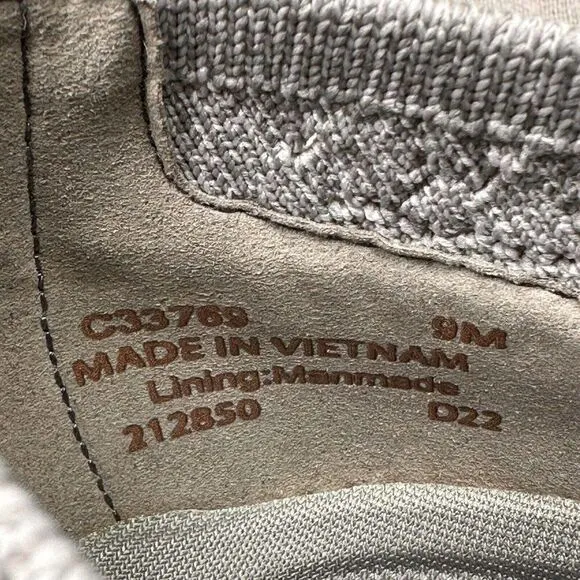 C33769 9M
MADE IN VIETNAM
Lining:Manmade
212850 D22